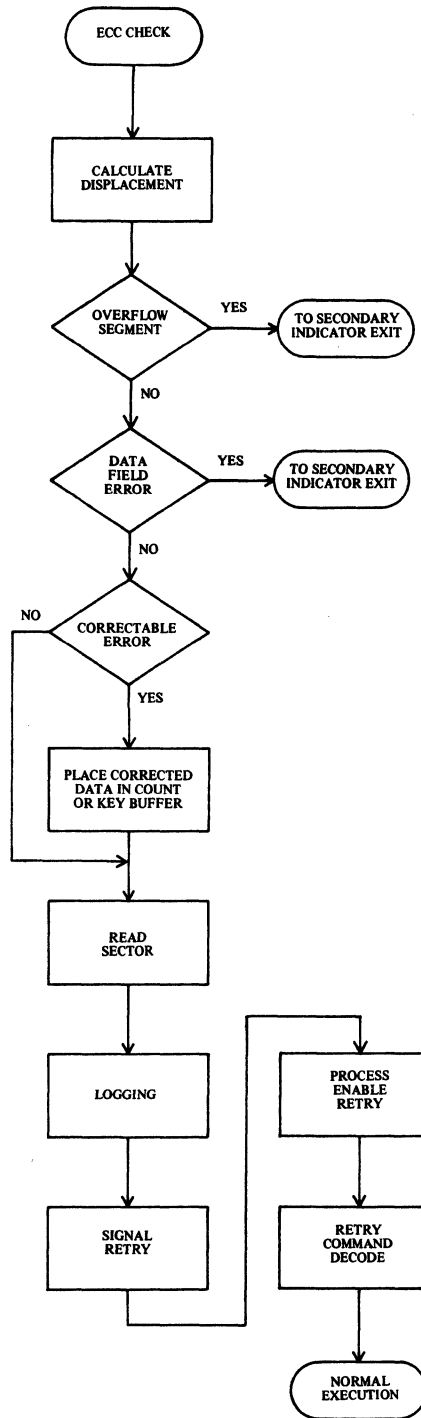 ECC CHECK
CALCULATE
DISPLACEMENT
OVERFLOW
SEGMENT
YES
TO SECONDARY
INDICATOR EXIT
NO
DATA
FIELD
ERROR
YES
TO SECONDARY
INDICATOR EXIT
NO
NO
CORRECTABLE
ERROR
YES
PLACE CORRECTED
DATA IN COUNT
OR KEY BUFFER
READ
SECTOR
LOGGING
SIGNAL
RETRY
PROCESS
ENABLE
RETRY
RETRY
COMMAND
DECODE
NORMAL
EXECUTION